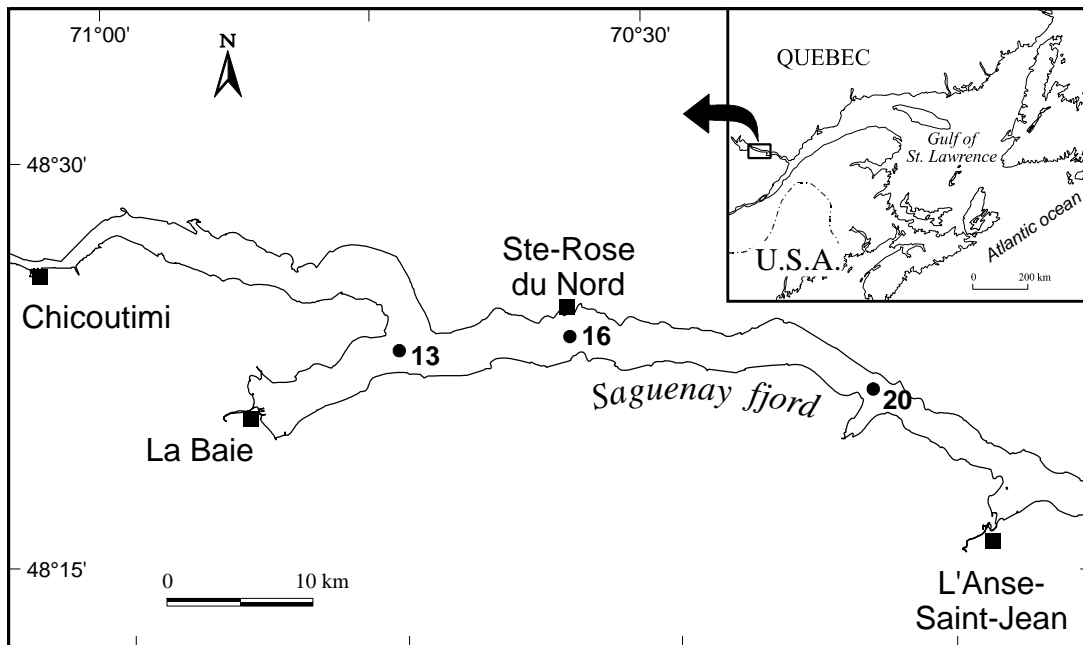 71°00'
70°30'
N
QUEBEC
48°30'
Gulf of
St. Lawrence
Atlantic ocean
U.S.A.
0 200 km
Ste-Rose
du Nord
Chicoutimi
13
16
Saguenay fjord
20
La Baie
48°15'
0 10 km
L'Anse-
Saint-Jean